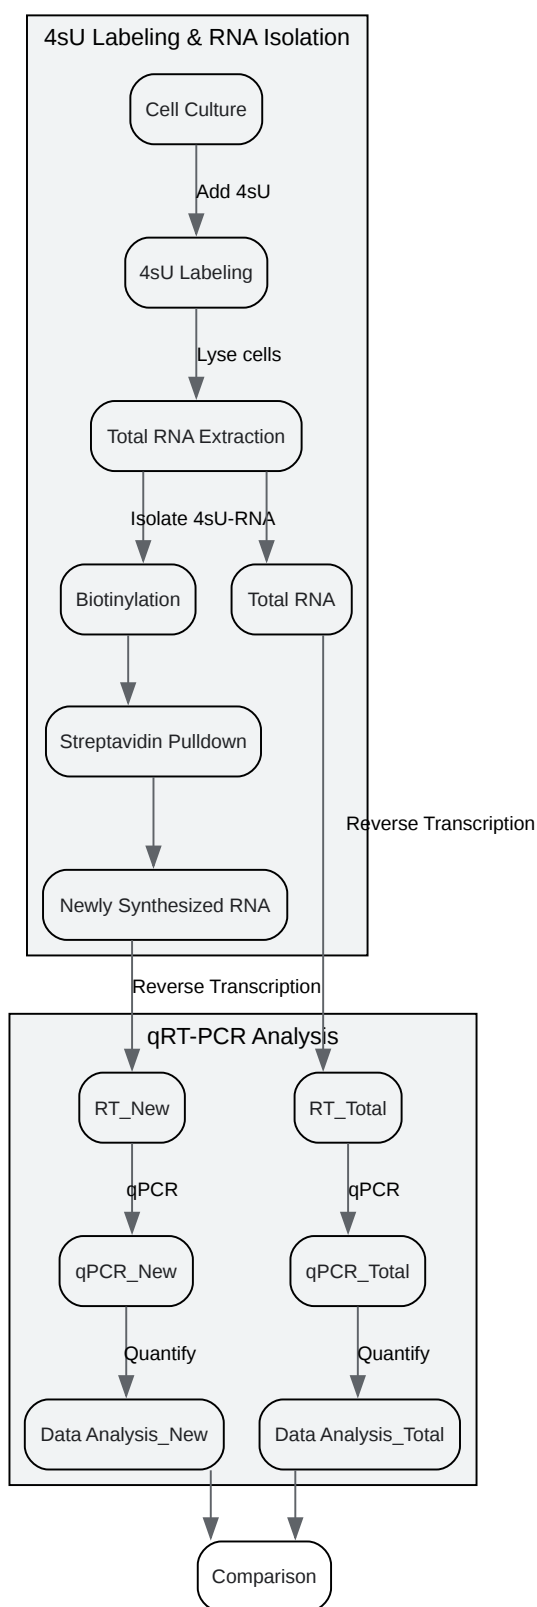 4sU Labeling & RNA Isolation
Cell Culture
Add 4sU
4sU Labeling
Lyse cells
Total RNA Extraction
Isolate 4sU-RNA
Biotinylation
Total RNA
Streptavidin Pulldown
Reverse Transcription
Newly Synthesized RNA
Reverse Transcription
qRT-PCR Analysis
RT_New
RT_Total
qPCR
qPCR
qPCR_New
qPCR_Total
Quantify
Quantify
Data Analysis_New
Data Analysis_Total
Comparison